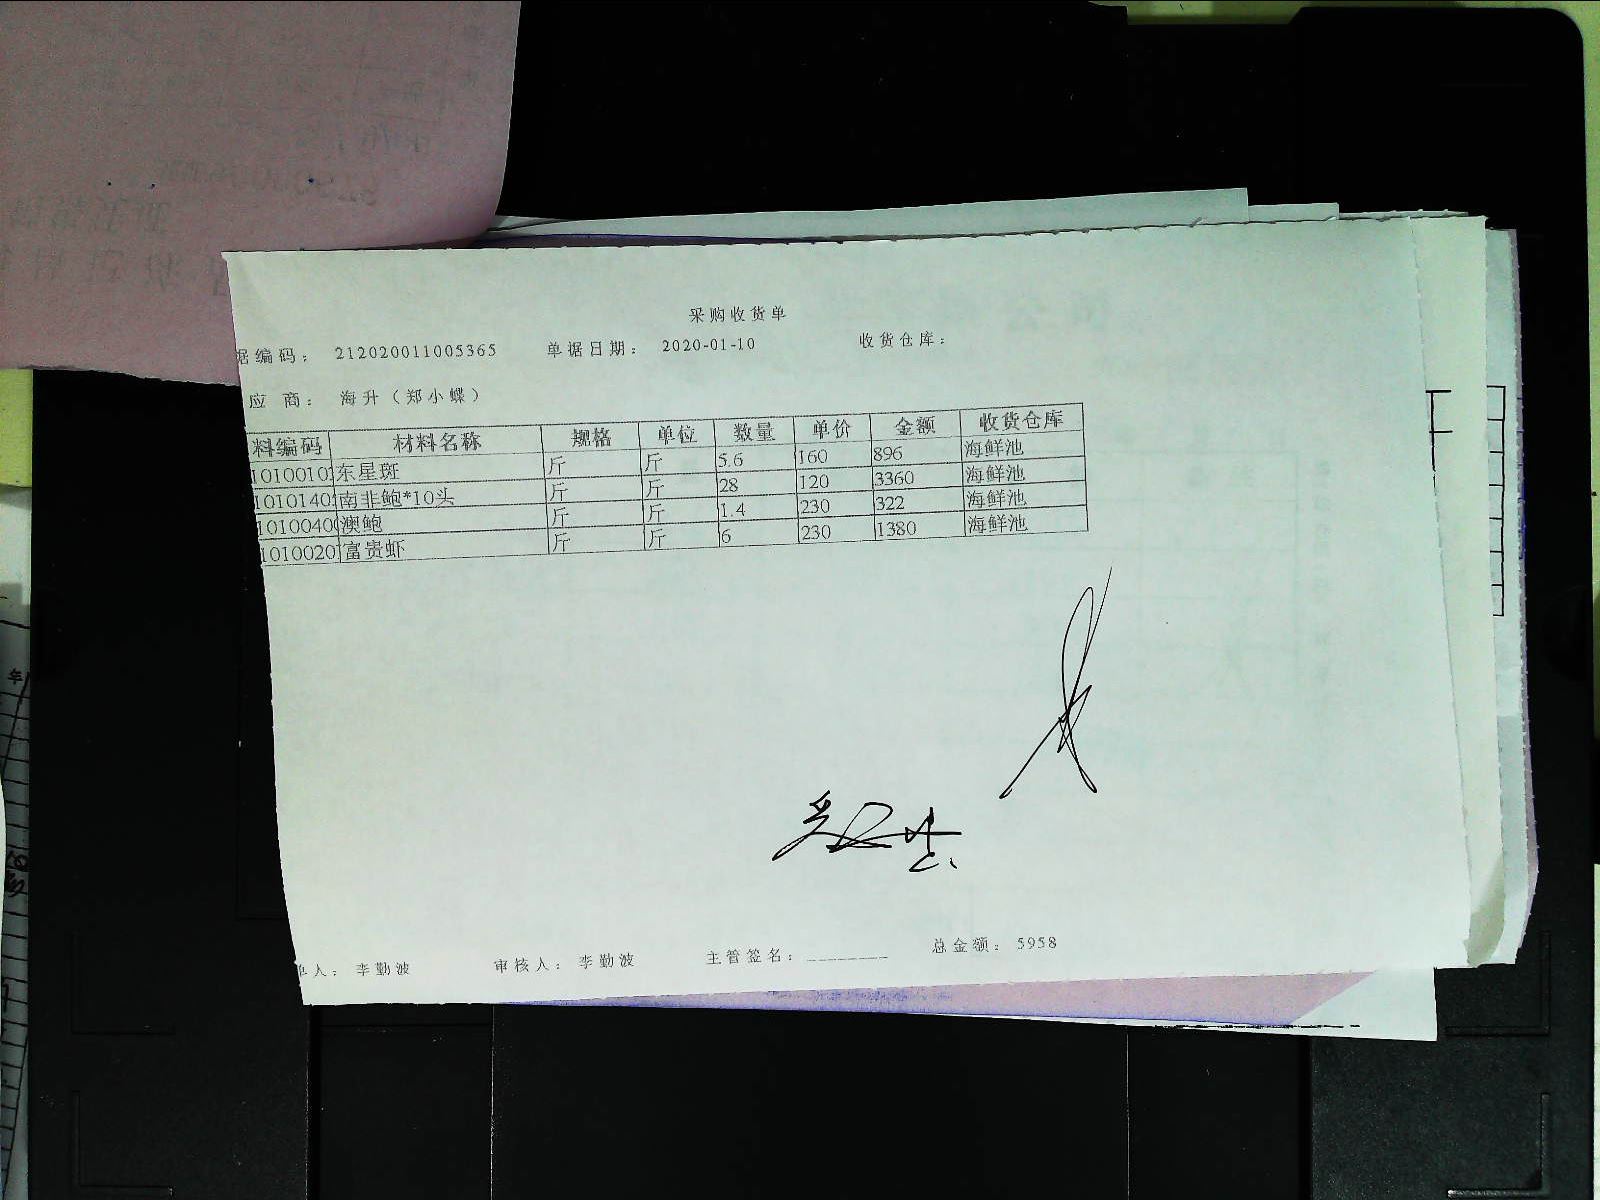 采购收货单
据编码： 212020011005365 单据日期： 2020-01-10 收货仓库：
应 商： 海升（郑小蝶）
料编码 材料名称 规格 单位 数量 单价 金额 收货仓库
101001 东星斑 斤 斤 5.6 160 896 海鲜池
1010140 南非鲍*10头 斤 斤 28 120 3360 海鲜池
1010040 澳鲍 斤 斤 1.4 230 322 海鲜池
1010020 富贵虾 斤 斤 6 230 1380 海鲜池
单人： 李勤波 审核人： 李勤波 主管签名：________ 总金额： 5958